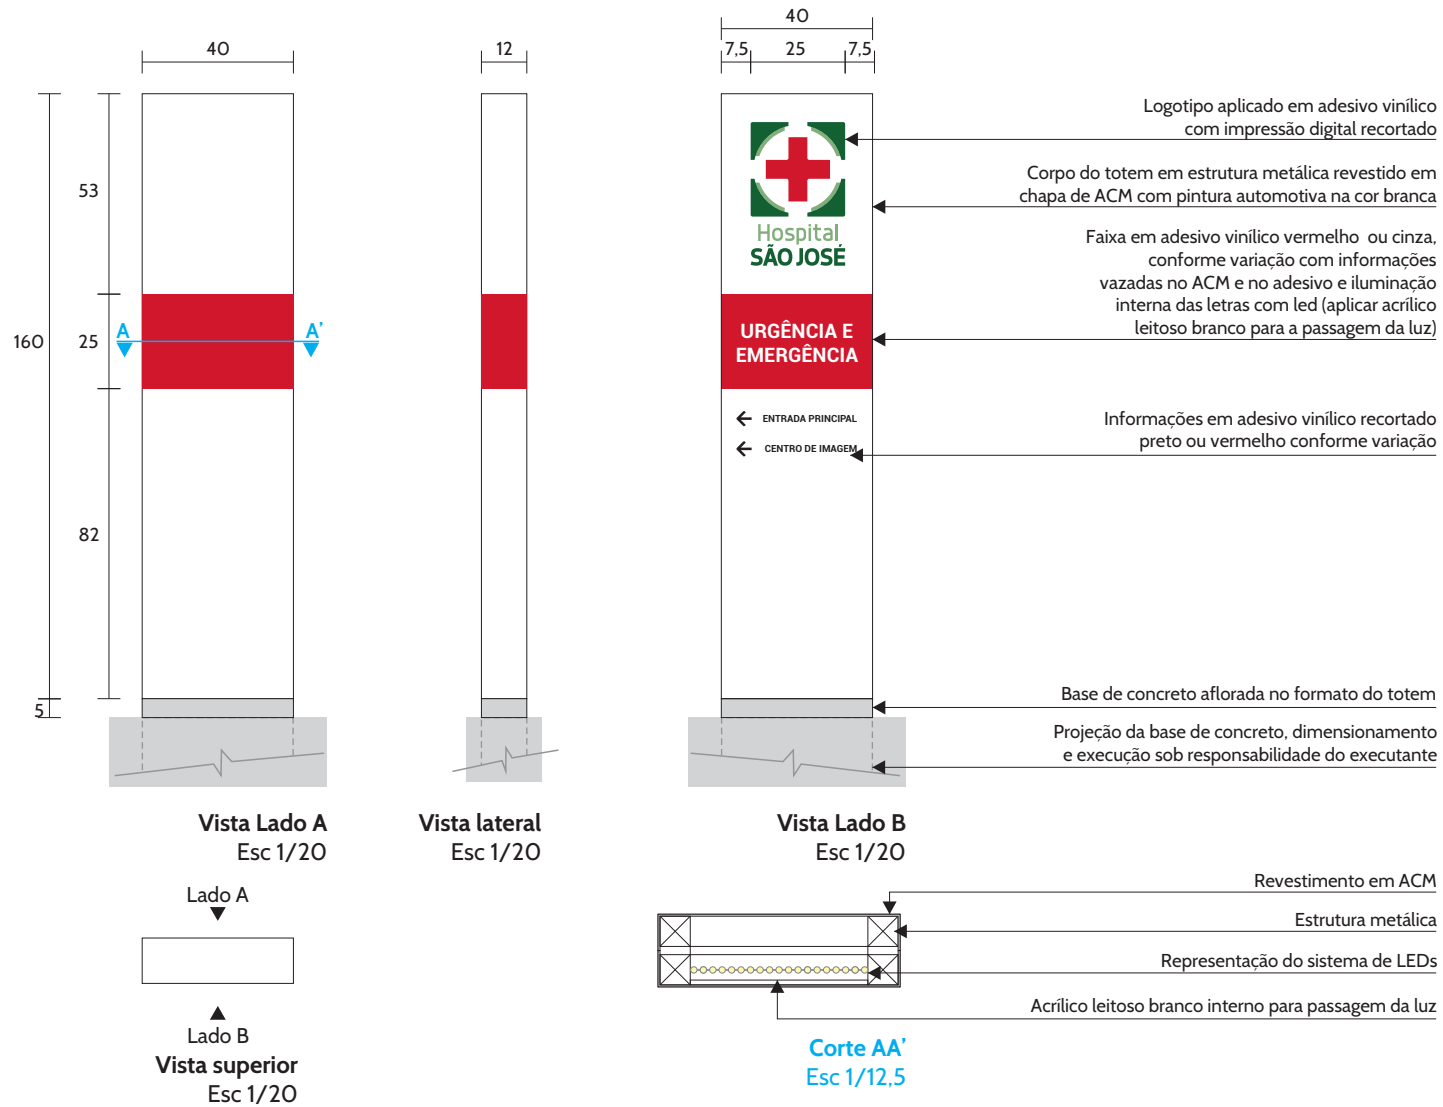 40
12
40
7,5
25
7,5
53
160
25
82
5
A
A'
Hospital
SÃO JOSÉ
URGÊNCIA E
EMERGÊNCIA
ENTRADA PRINCIPAL
CENTRO DE IMAGEM
Logotipo aplicado em adesivo vinílico
com impressão digital recortado
Corpo do totem em estrutura metálica revestido em
chapa de ACM com pintura automotiva na cor branca
Faixa em adesivo vinílico vermelho ou cinza,
conforme variação com informações
vazadas no ACM e no adesivo e iluminação
interna das letras com led (aplicar acrílico
leitoso branco para a passagem da luz)
Informações em adesivo vinílico recortado
preto ou vermelho conforme variação
Base de concreto aflorada no formato do totem
Projeção da base de concreto, dimensionamento
e execução sob responsabilidade do executante
Vista Lado A
Esc 1/20
Vista lateral
Esc 1/20
Vista Lado B
Esc 1/20
Lado A
Lado B
Vista superior
Esc 1/20
Revestimento em ACM
Estrutura metálica
Representação do sistema de LEDs
Acrílico leitoso branco interno para passagem da luz
Corte AA'
Esc 1/12,5